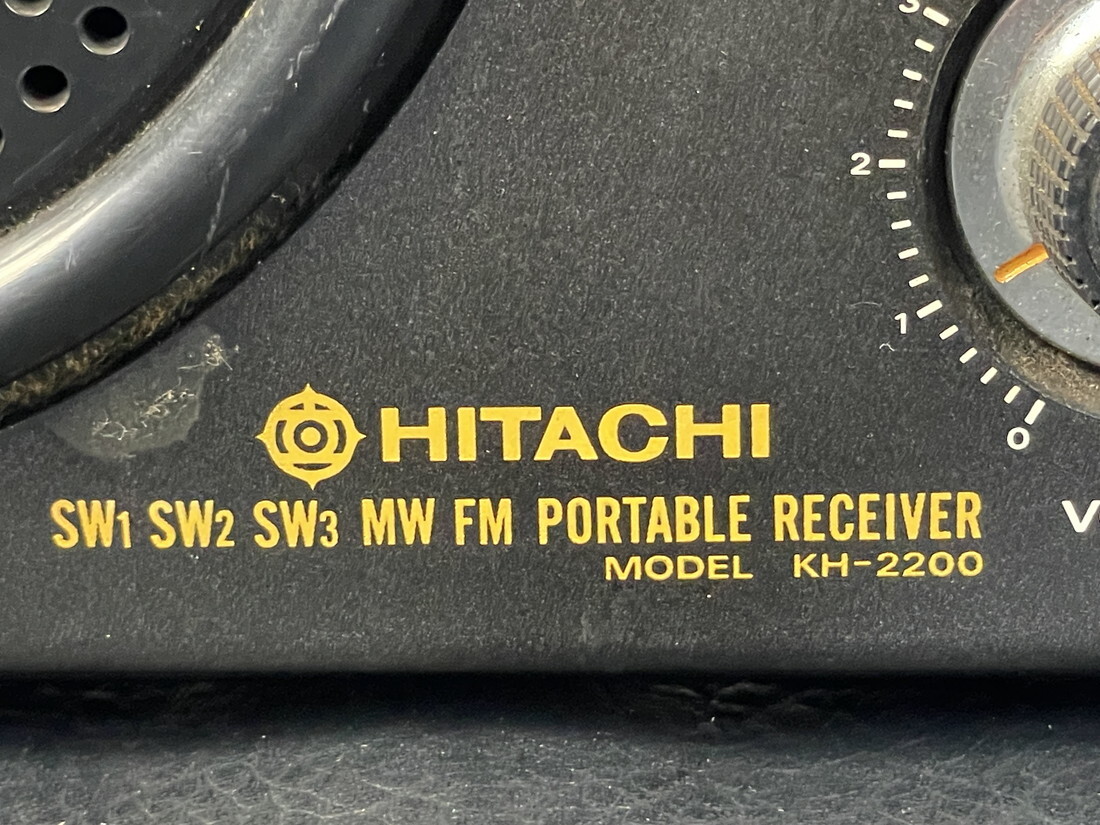 3
2
1
0
HITACHI
SW1 SW2 SW3 MW FM PORTABLE RECEIVER
MODEL KH-2200